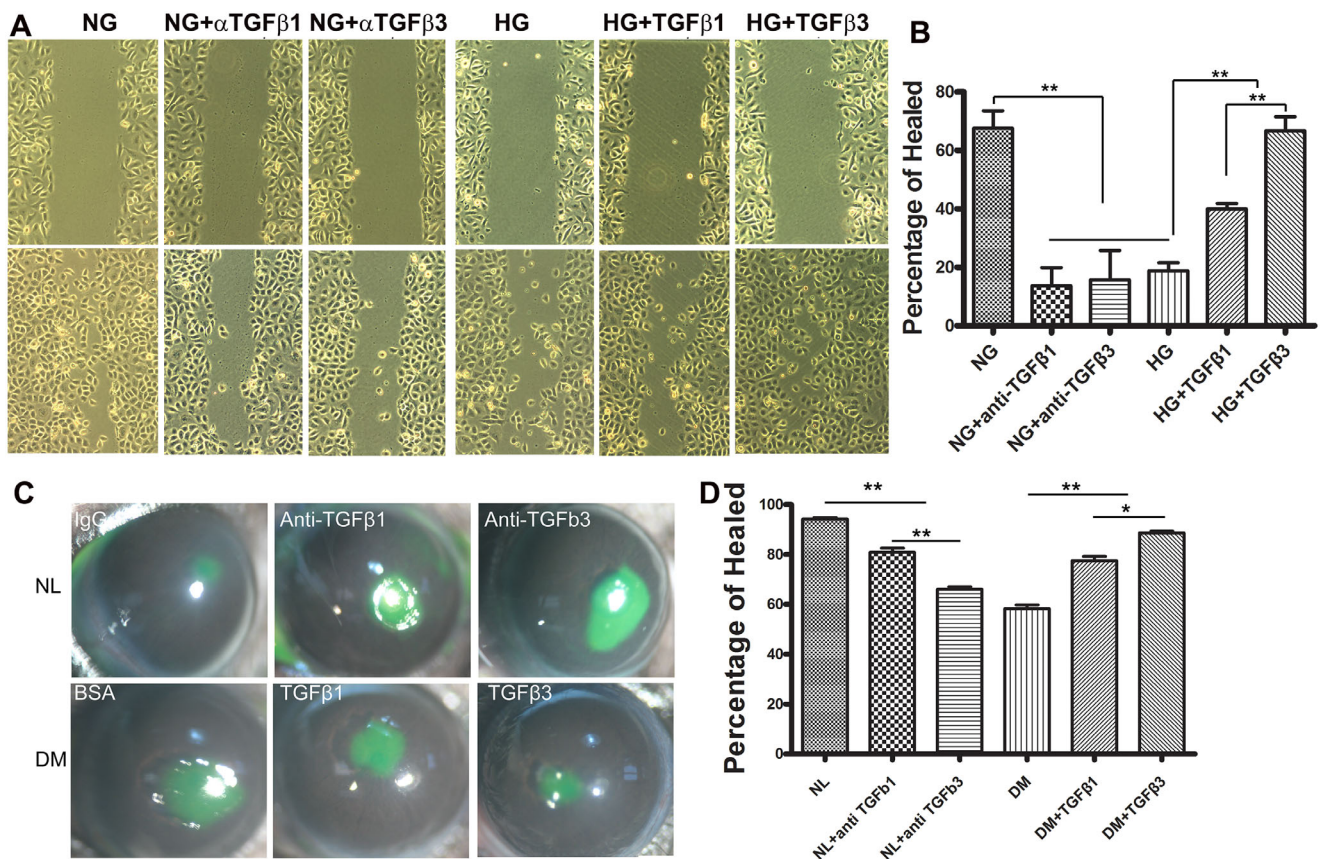 A
NG
NG+αTGFβ1
NG+αTGFβ3
HG
HG+TGFβ1
HG+TGFβ3
B
**
**
**
Percentage of Healed
80
60
40
20
0
NG
NG+anti-TGFβ1
NG+anti-TGFβ3
HG
HG+TGFβ1
HG+TGFβ3
C
IgG
Anti-TGFβ1
Anti-TGFb3
NL
BSA
TGFβ1
TGFβ3
DM
D
**
**
**
*
Percentage of Healed
100
80
60
40
20
0
NL
NL+anti TGFb1
NL+anti TGFb3
DM
DM+TGFβ1
DM+TGFβ3